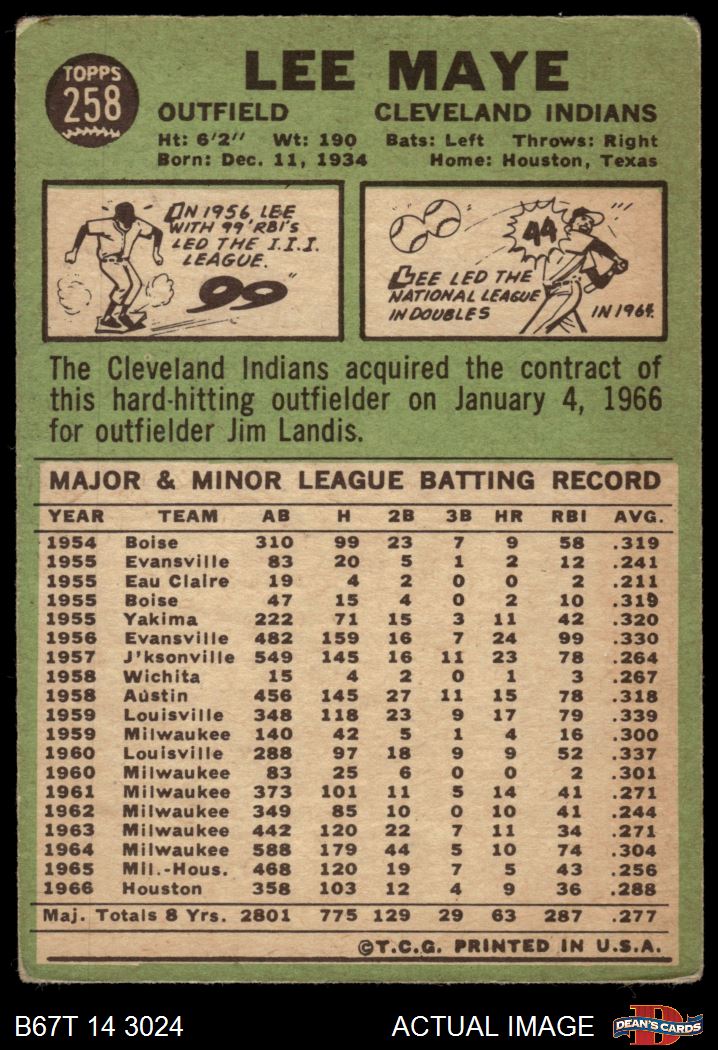 TOPPS
258
LEE MAYE
OUTFIELD CLEVELAND INDIANS
Ht: 6'2'' Wt: 190 Bats: Left Throws: Right
Born: Dec. 11, 1934 Home: Houston, Texas
IN 1956, LEE
WITH 99 'RBI's
LED THE I.I.I.
LEAGUE.
99
44
LEE LED THE
NATIONAL LEAGUE
IN DOUBLES
IN 1964.
The Cleveland Indians acquired the contract of
this hard-hitting outfielder on January 4, 1966
for outfielder Jim Landis.
MAJOR & MINOR LEAGUE BATTING RECORD
YEAR TEAM AB H 2B 3B HR RBI AVG.
1954 Boise 310 99 23 7 9 58 .319
1955 Evansville 83 20 5 1 2 12 .241
1955 Eau Claire 19 4 2 0 0 2 .211
1955 Boise 47 15 4 0 2 10 .319
1955 Yakima 222 71 15 3 11 42 .320
1956 Evansville 482 159 16 7 24 99 .330
1957 J'ksonville 549 145 16 11 23 78 .264
1958 Wichita 15 4 2 0 1 3 .267
1958 Austin 456 145 27 11 15 78 .318
1959 Louisville 348 118 23 9 17 79 .339
1959 Milwaukee 140 42 5 1 4 16 .300
1960 Louisville 288 97 18 9 9 52 .337
1960 Milwaukee 83 25 6 0 0 2 .301
1961 Milwaukee 373 101 11 5 14 41 .271
1962 Milwaukee 349 85 10 0 10 41 .244
1963 Milwaukee 442 120 22 7 11 34 .271
1964 Milwaukee 588 179 44 5 10 74 .304
1965 Mil.-Hous. 468 120 19 7 5 43 .256
1966 Houston 358 103 12 4 9 36 .288
Maj. Totals 8 Yrs. 2801 775 129 29 63 287 .277
©T.C.G. PRINTED IN U.S.A.
B67T 14 3024 ACTUAL IMAGE
D
DEAN'S CARDS